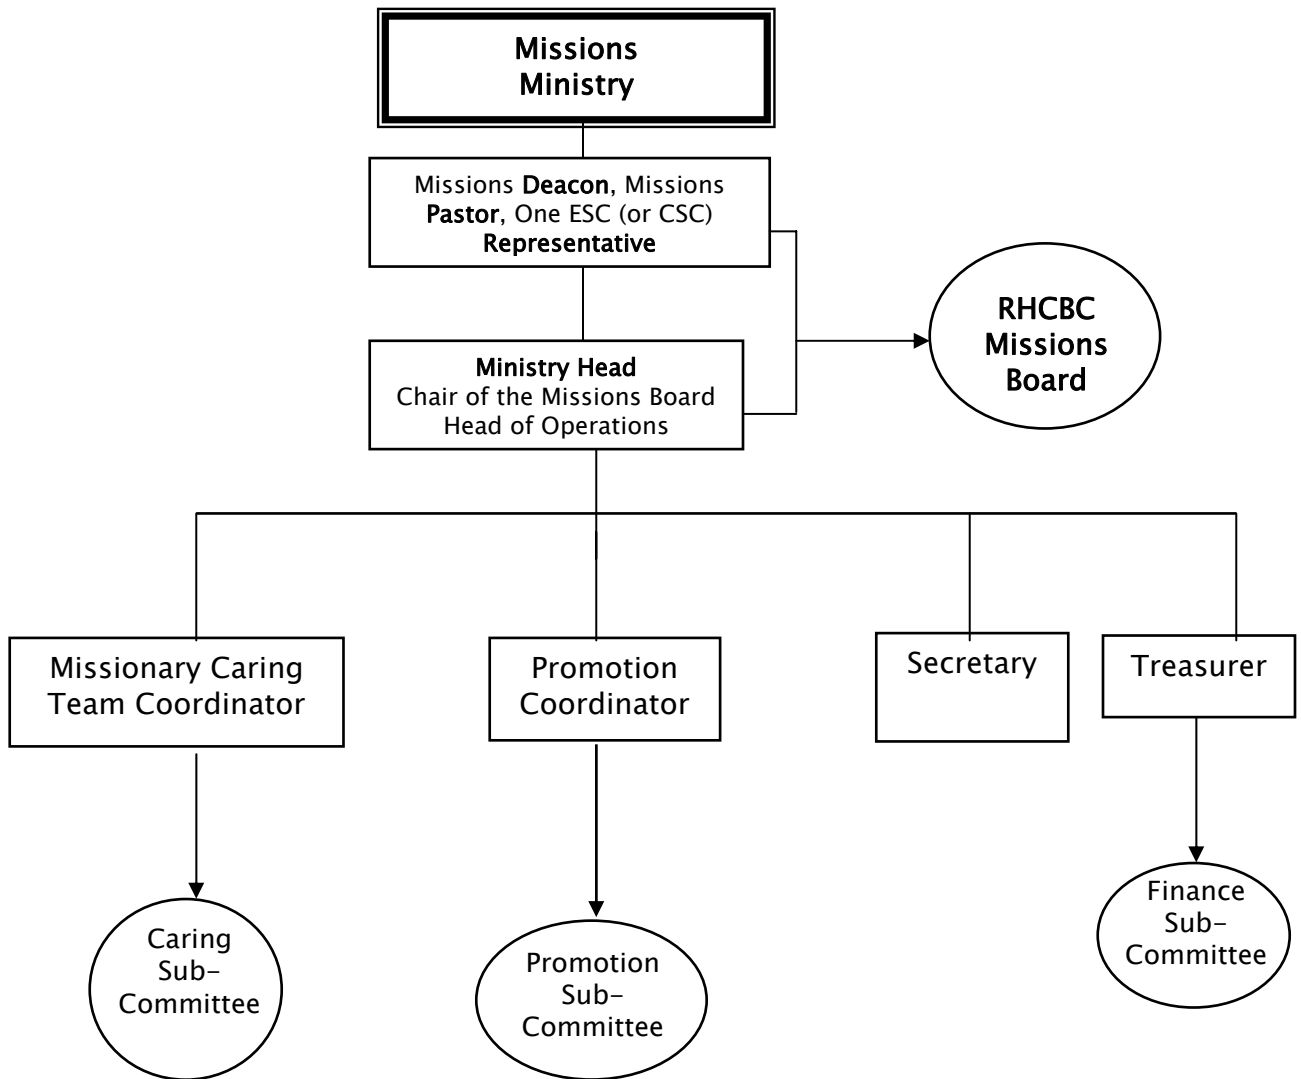 Missions
Ministry
Missions Deacon, Missions
Pastor, One ESC (or CSC)
Representative
RHCBC
Missions
Board
Ministry Head
Chair of the Missions Board
Head of Operations
Missionary Caring
Team Coordinator
Promotion
Coordinator
Secretary
Treasurer
Caring
Sub-
Committee
Promotion
Sub-
Committee
Finance
Sub-
Committee